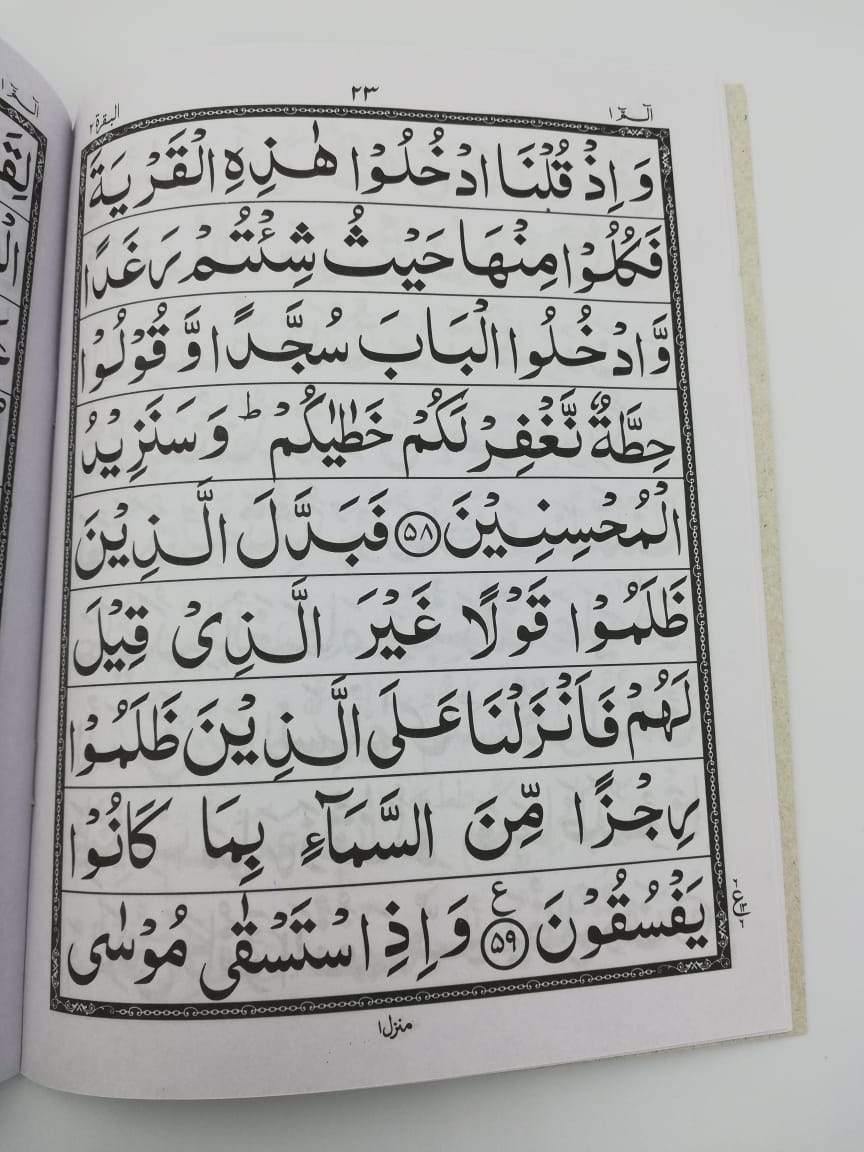 الٓمّٓ ١
٢٣
البقرة ٢
وَ اِذْ قُلْنَا ادْخُلُوْا هٰذِهِ الْقَرْيَةَ
فَكُلُوْا مِنْهَا حَيْثُ شِئْتُمْ رَغَدًا
وَّادْخُلُوا الْبَابَ سُجَّدًا وَّ قُوْلُوْا
حِطَّةٌ نَّغْفِرْ لَكُمْ خَطٰيٰكُمْ ؕ وَ سَنَزِيْدُ
الْمُحْسِنِيْنَ ۝۵۸ فَبَدَّلَ الَّذِيْنَ
ظَلَمُوْا قَوْلًا غَيْرَ الَّذِىْ قِيْلَ
لَهُمْ فَاَنْزَلْنَا عَلَى الَّذِيْنَ ظَلَمُوْا
رِجْزًا مِّنَ السَّمَآءِ بِمَا كَانُوْا
يَفْسُقُوْنَ ۝۵۹ ع وَ اِذِ اسْتَسْقٰى مُوْسٰى
منزل ١